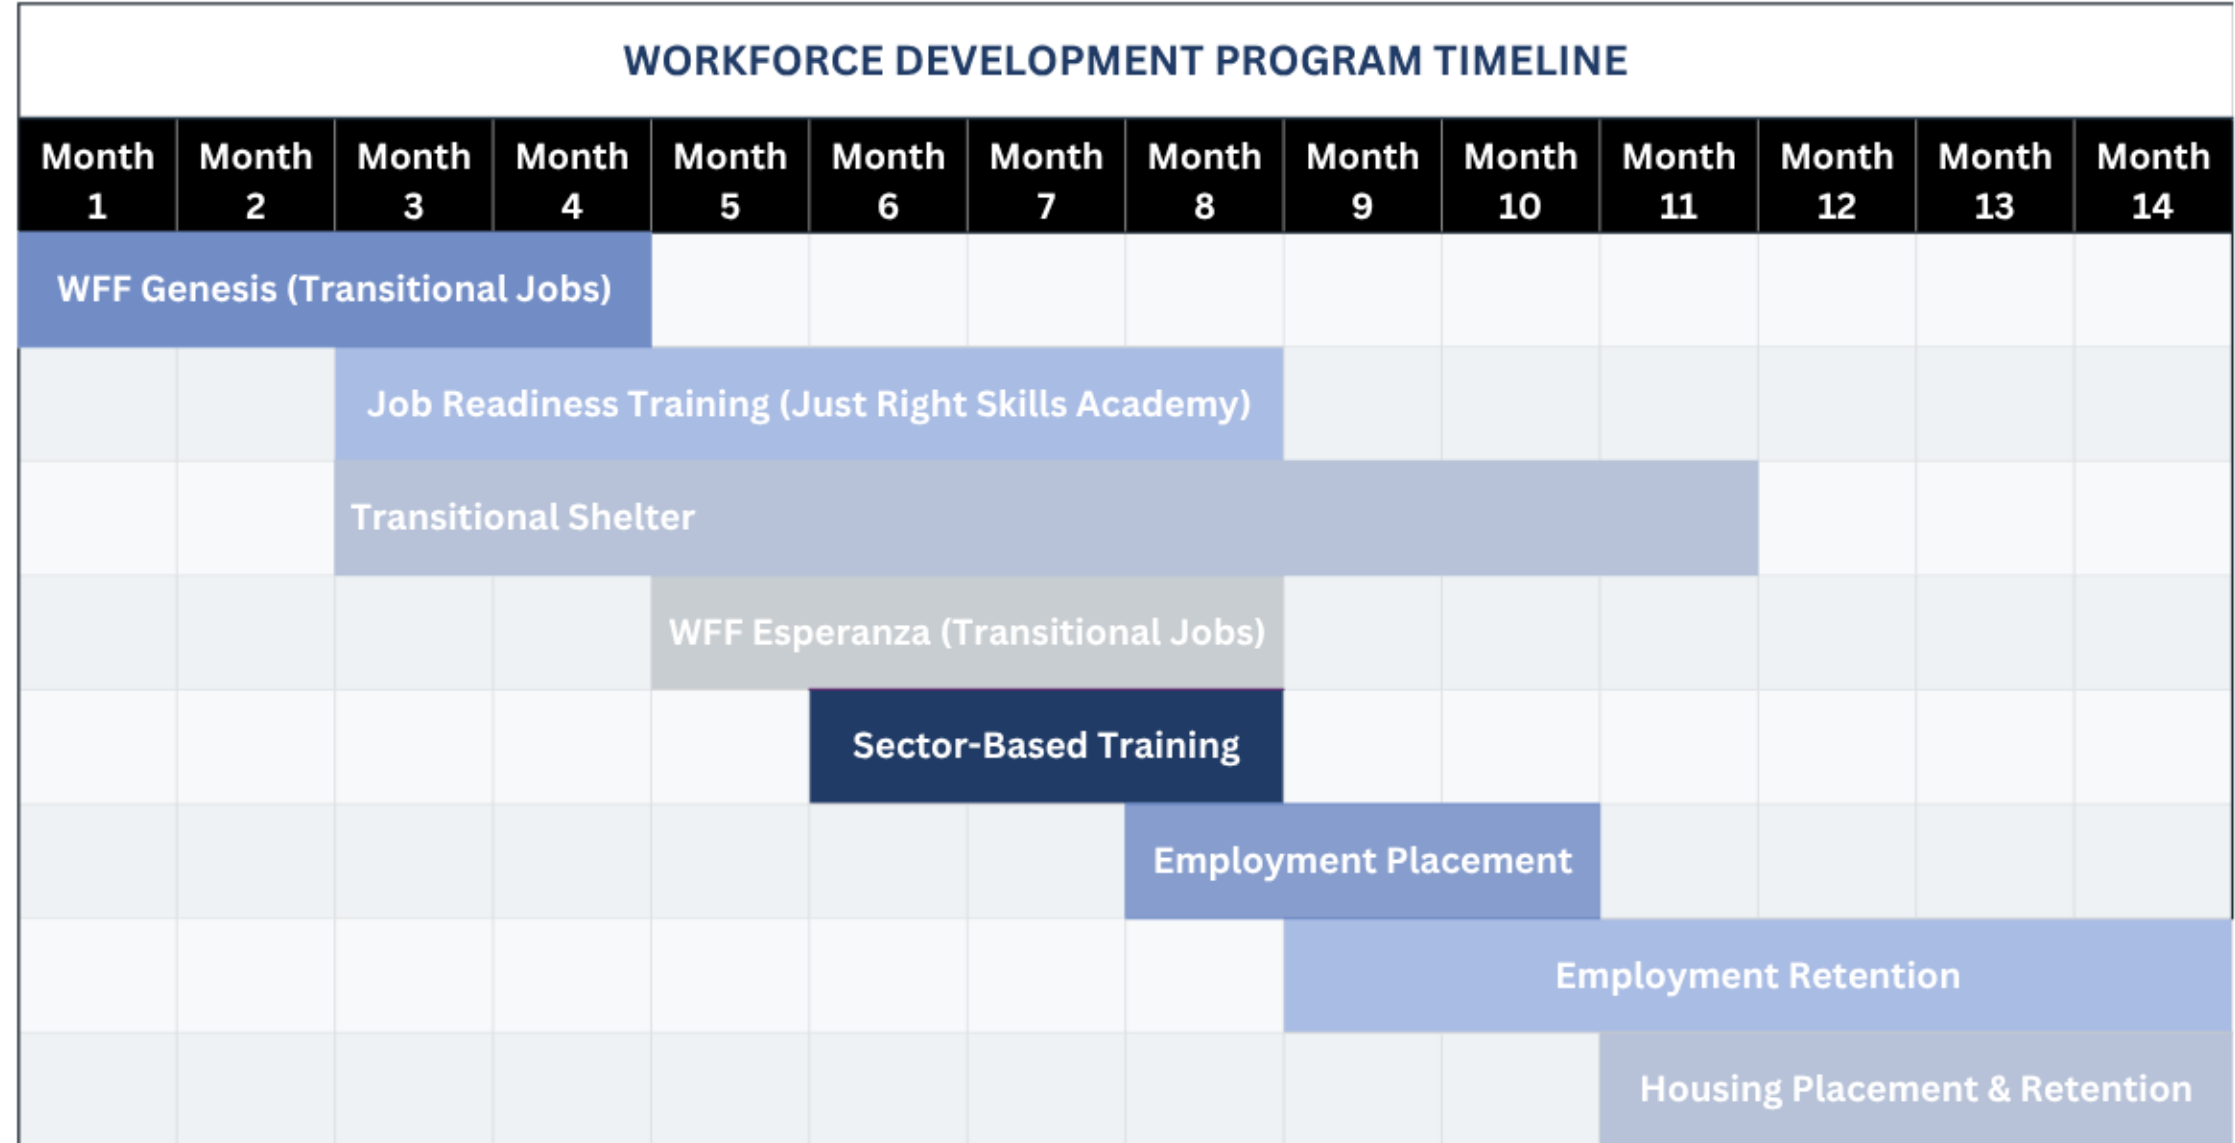 WORKFORCE DEVELOPMENT PROGRAM TIMELINE
Month 1
Month 2
Month 3
Month 4
Month 5
Month 6
Month 7
Month 8
Month 9
Month 10
Month 11
Month 12
Month 13
Month 14
WFF Genesis (Transitional Jobs)
Job Readiness Training (Just Right Skills Academy)
Transitional Shelter
WFF Esperanza (Transitional Jobs)
Sector-Based Training
Employment Placement
Employment Retention
Housing Placement & Retention